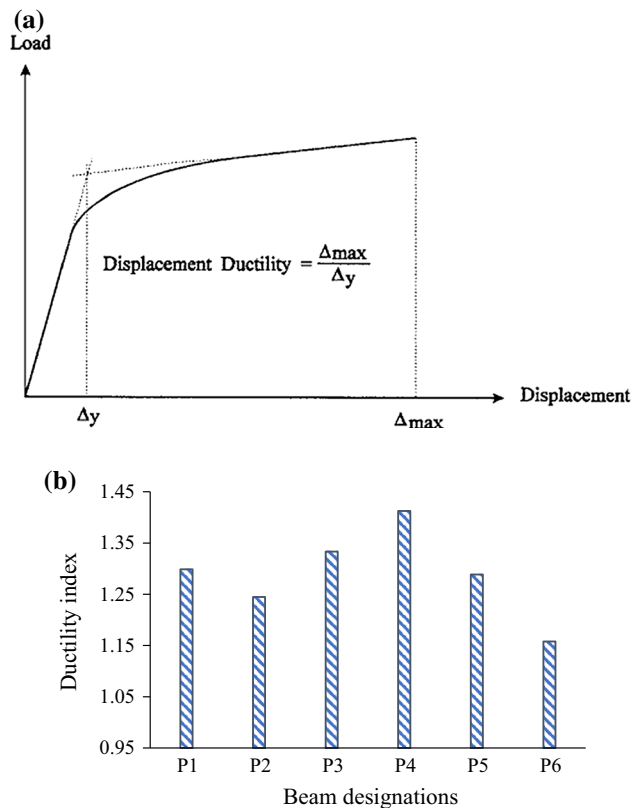 (a)
Load
Displacement Ductility = Δmax
Δy
Displacement
Δy
Δmax
(b)
1.45
1.35
1.25
1.15
1.05
0.95
Ductility index
P1 P2 P3 P4 P5 P6
Beam designations